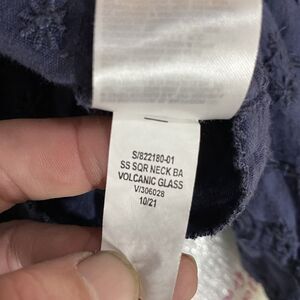 S/822180-01
SS SQR NECK BA
VOLCANIC GLASS
V/306028
10/21